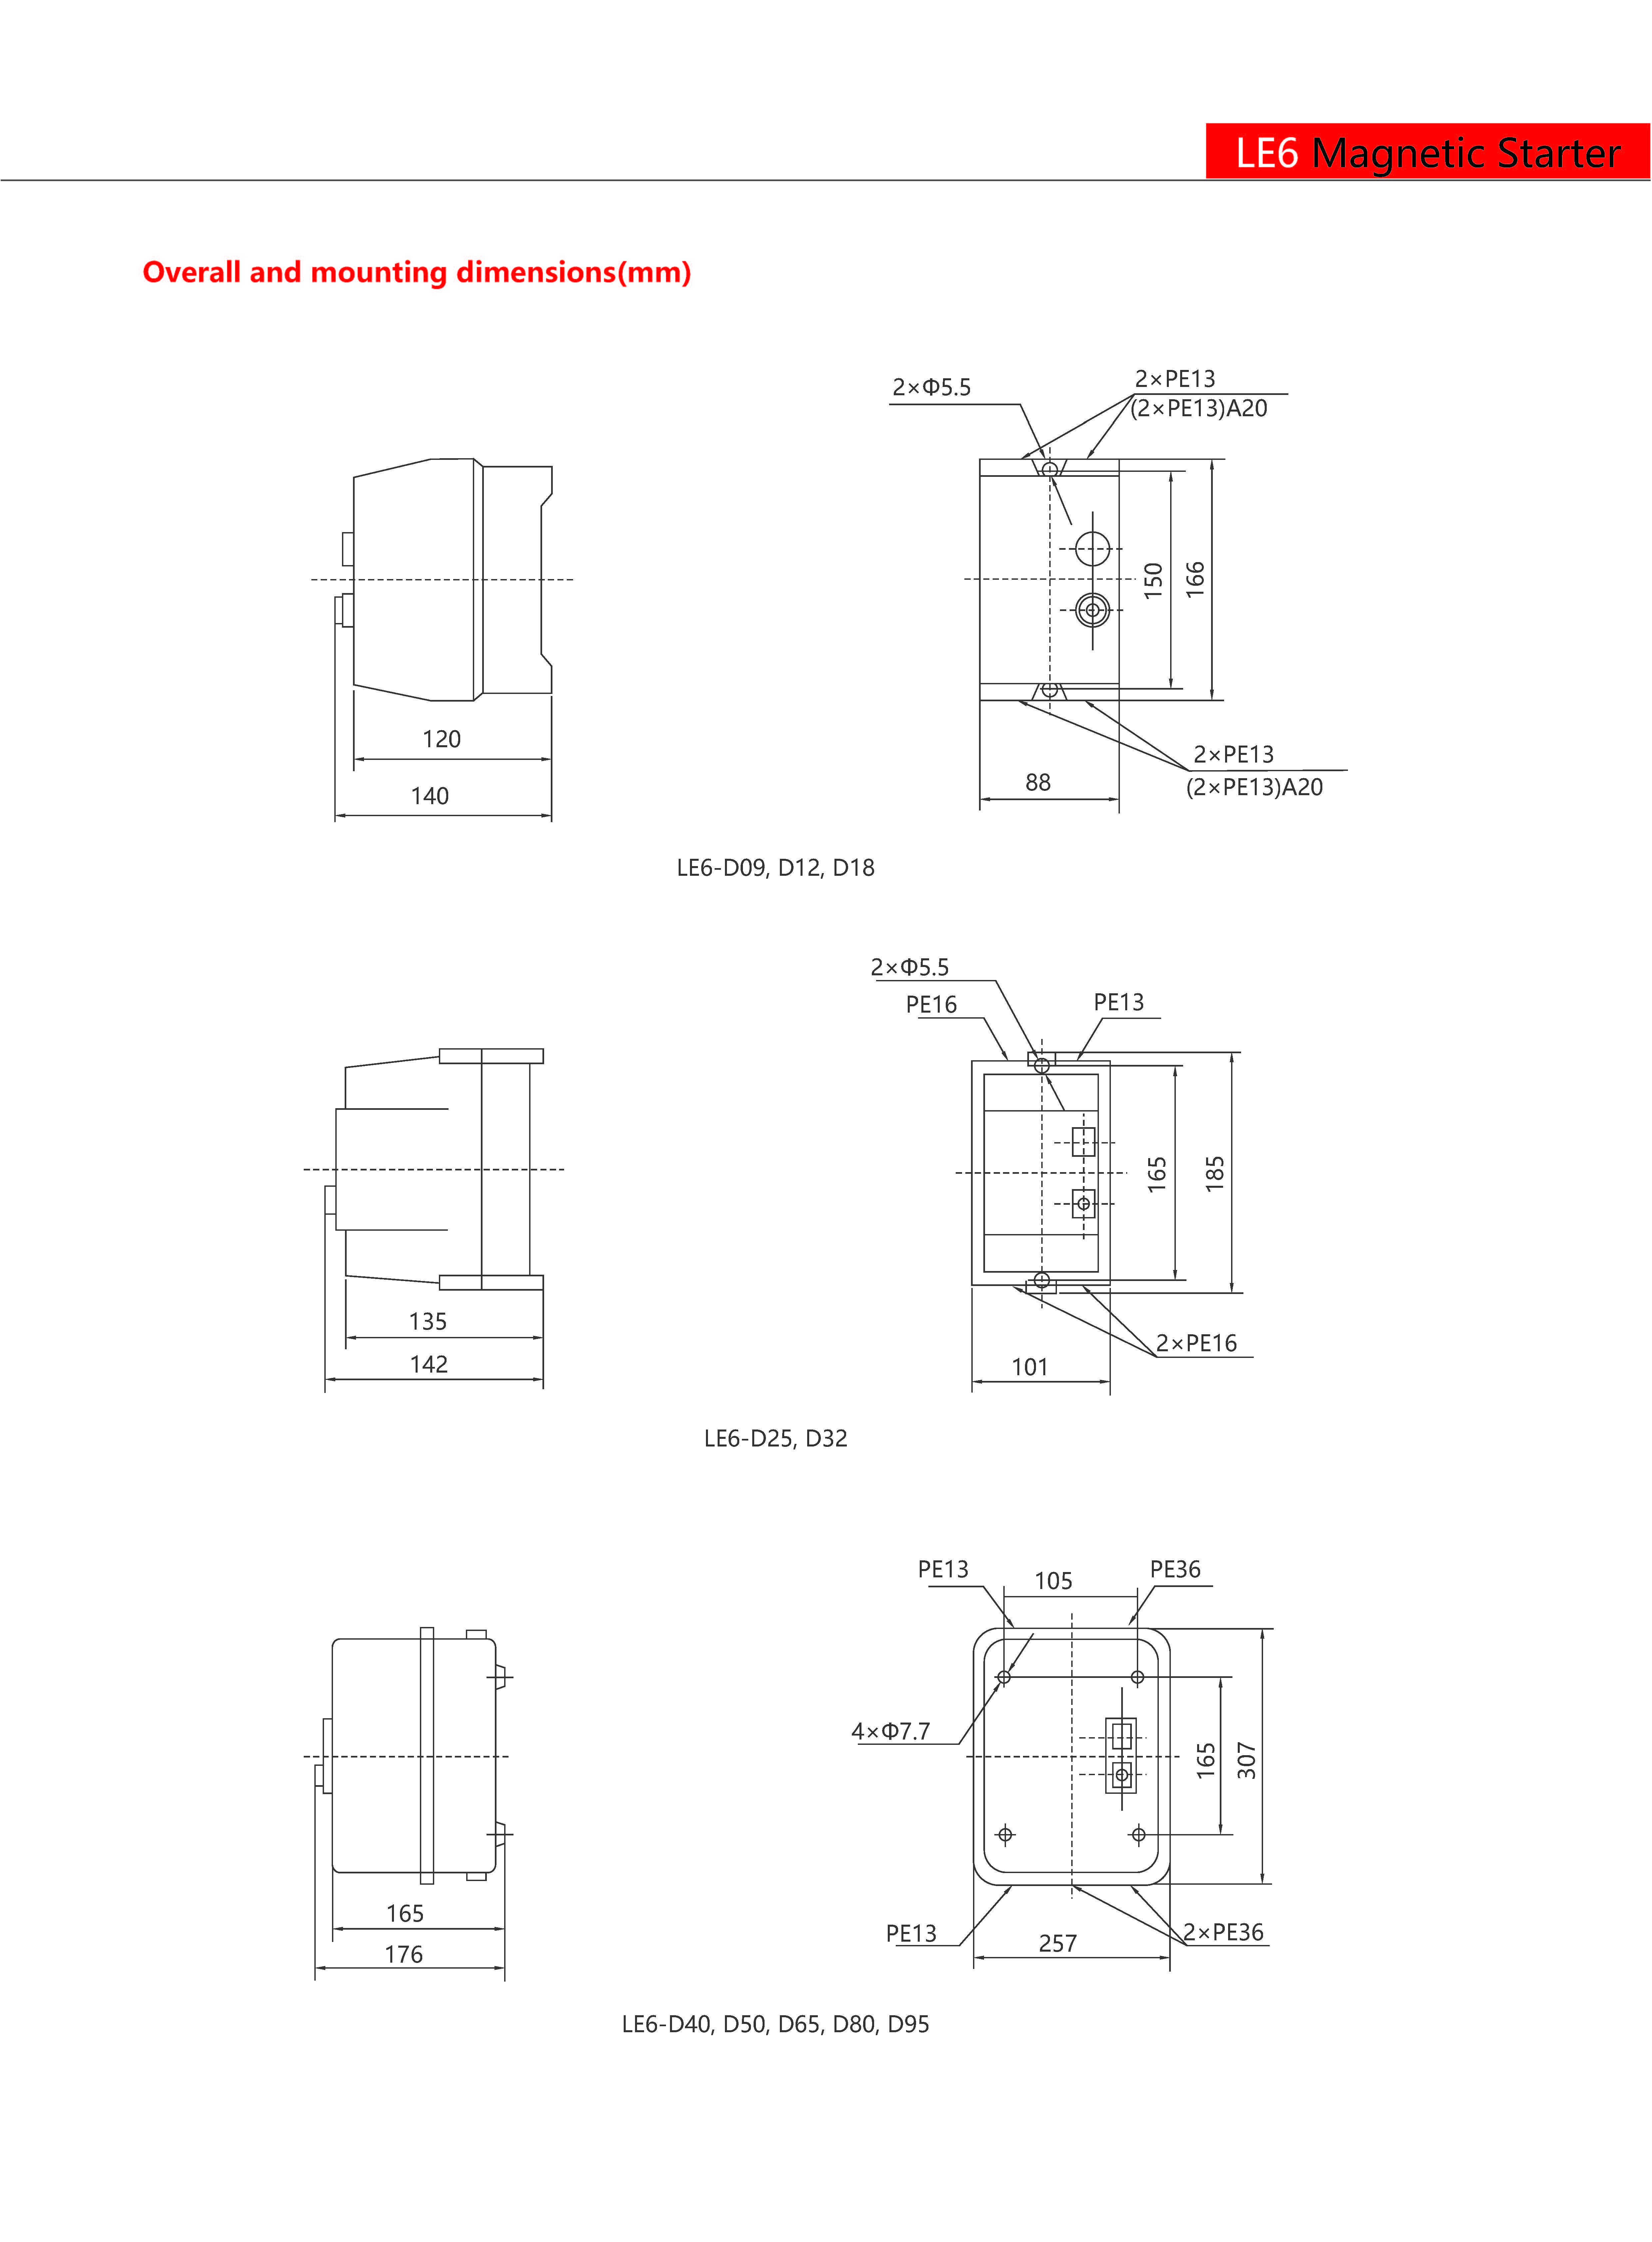 LE6 Magnetic Starter
Overall and mounting dimensions(mm)
2×Φ5.5
2×PE13
(2×PE13)A20
150
166
120
140
2×PE13
(2×PE13)A20
88
LE6-D09, D12, D18
2×Φ5.5
PE16
PE13
165
185
135
142
2×PE16
101
LE6-D25, D32
PE13
105
PE36
4×Φ7.7
165
307
165
176
PE13
257
2×PE36
LE6-D40, D50, D65, D80, D95